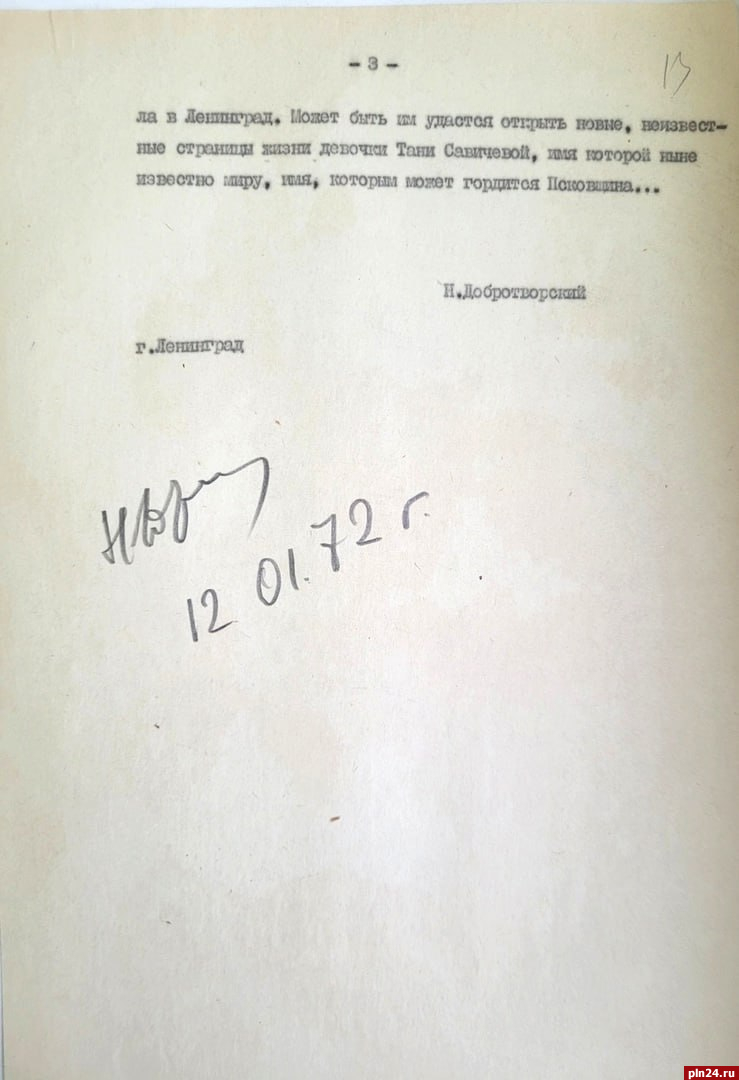 - 3 -
13
ла в Ленинград. Может быть им удастся открыть новые, неизвест-
ные страницы жизни девочки Тани Савичевой, имя которой ныне
известно миру, имя, которым может гордится Псковщина...
Н.Добротворский
г.Ленинград
12 01.72 г.
pln24.ru